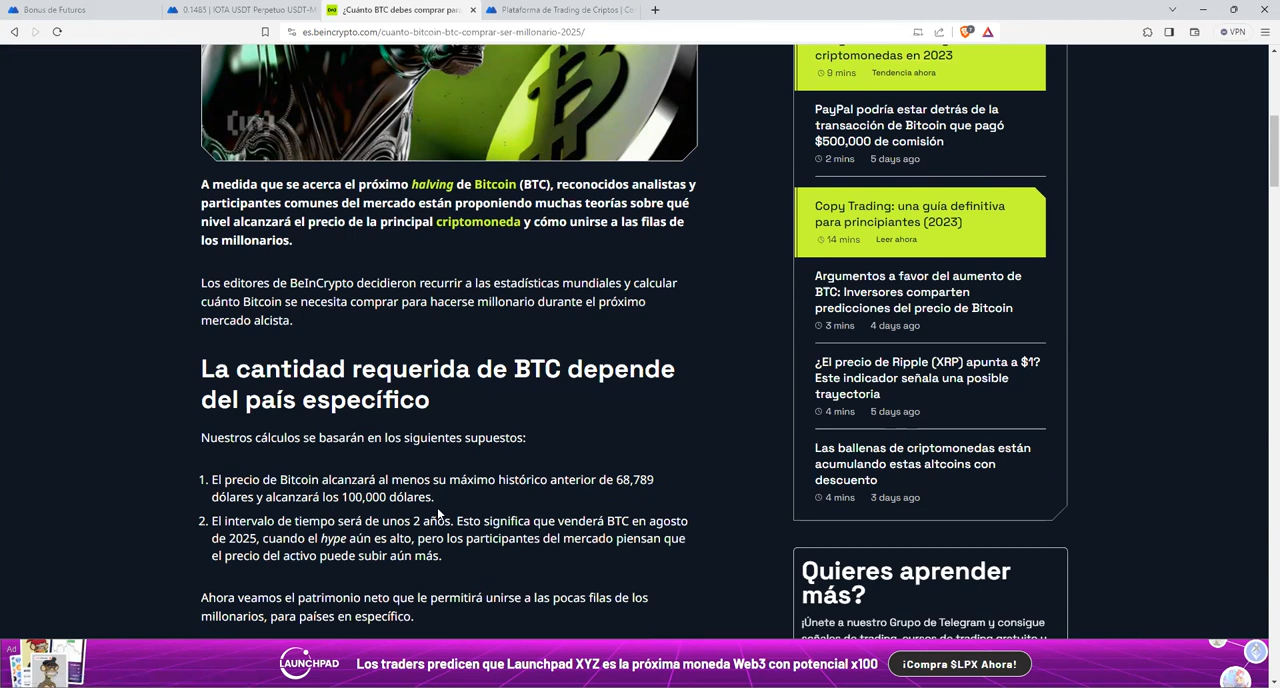 Bonus de Futuros
0.1485 | IOTA USDT Perpetuo USDT-M
¿Cuánto BTC debes comprar para
Plataforma de Trading de Criptos | Co
es.beincrypto.com/cuanto-bitcoin-btc-comprar-ser-millonario-2025/
VPN
A medida que se acerca el próximo halving de Bitcoin (BTC), reconocidos analistas y
participantes comunes del mercado están proponiendo muchas teorías sobre qué
nivel alcanzará el precio de la principal criptomoneda y cómo unirse a las filas de
los millonarios.
Los editores de BeInCrypto decidieron recurrir a las estadísticas mundiales y calcular
cuánto Bitcoin se necesita comprar para hacerse millonario durante el próximo
mercado alcista.
La cantidad requerida de BTC depende
del país específico
Nuestros cálculos se basarán en los siguientes supuestos:
1. El precio de Bitcoin alcanzará al menos su máximo histórico anterior de 68,789
dólares y alcanzará los 100,000 dólares.
2. El intervalo de tiempo será de unos 2 años. Esto significa que venderá BTC en agosto
de 2025, cuando el hype aún es alto, pero los participantes del mercado piensan que
el precio del activo puede subir aún más.
Ahora veamos el patrimonio neto que le permitirá unirse a las pocas filas de los
millonarios, para países en específico.
criptomonedas en 2023
9 mins Tendencia ahora
PayPal podría estar detrás de la
transacción de Bitcoin que pagó
$500,000 de comisión
2 mins 5 days ago
Copy Trading: una guía definitiva
para principiantes (2023)
14 mins Leer ahora
Argumentos a favor del aumento de
BTC: Inversores comparten
predicciones del precio de Bitcoin
3 mins 4 days ago
¿El precio de Ripple (XRP) apunta a $1?
Este indicador señala una posible
trayectoria
4 mins 5 days ago
Las ballenas de criptomonedas están
acumulando estas altcoins con
descuento
4 mins 3 days ago
Quieres aprender
más?
¡Únete a nuestro Grupo de Telegram y consigue
Ad
LAUNCHPAD
Los traders predicen que Launchpad XYZ es la próxima moneda Web3 con potencial x100
¡Compra $LPX Ahora!